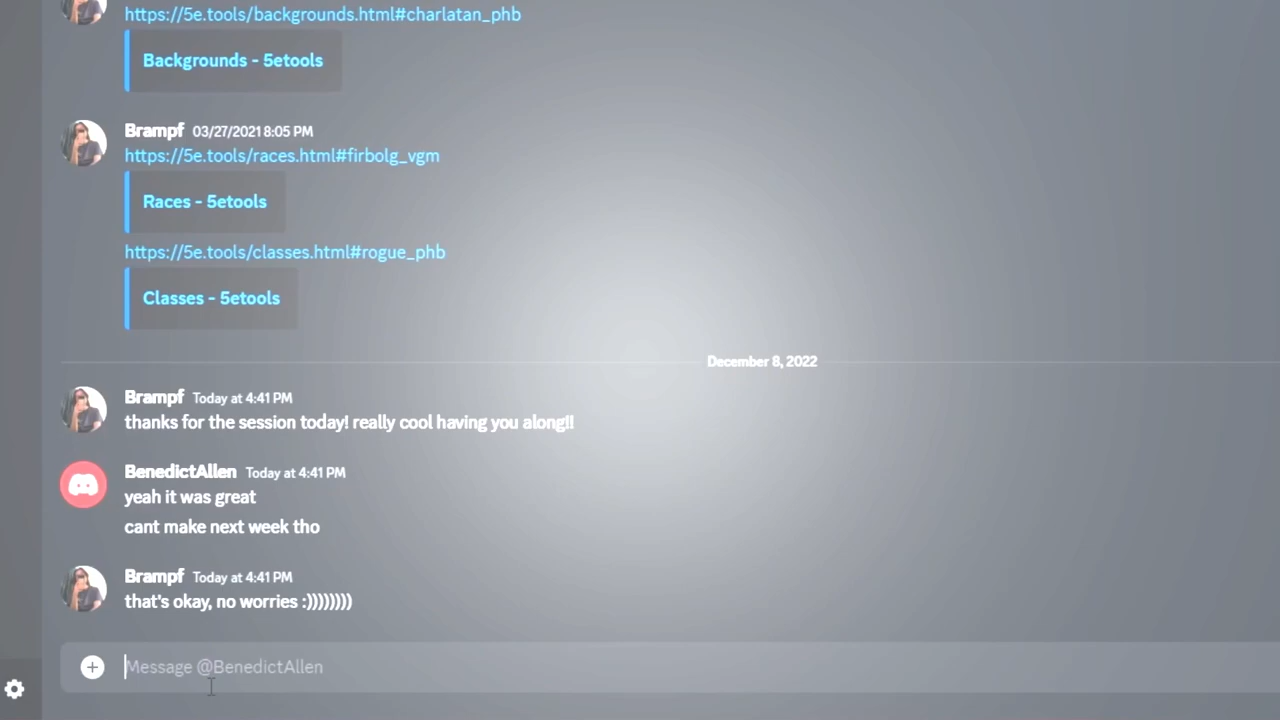 https://5e.tools/backgrounds.html#charlatan_phb
Backgrounds - 5etools
Brampf 03/27/2021 8:05 PM
https://5e.tools/races.html#firbolg_vgm
Races - 5etools
https://5e.tools/classes.html#rogue_phb
Classes - 5etools
December 8, 2022
Brampf Today at 4:41 PM
thanks for the session today! really cool having you along!!
BenedictAllen Today at 4:41 PM
yeah it was great
cant make next week tho
Brampf Today at 4:41 PM
that's okay, no worries :))))))))
Message @BenedictAllen